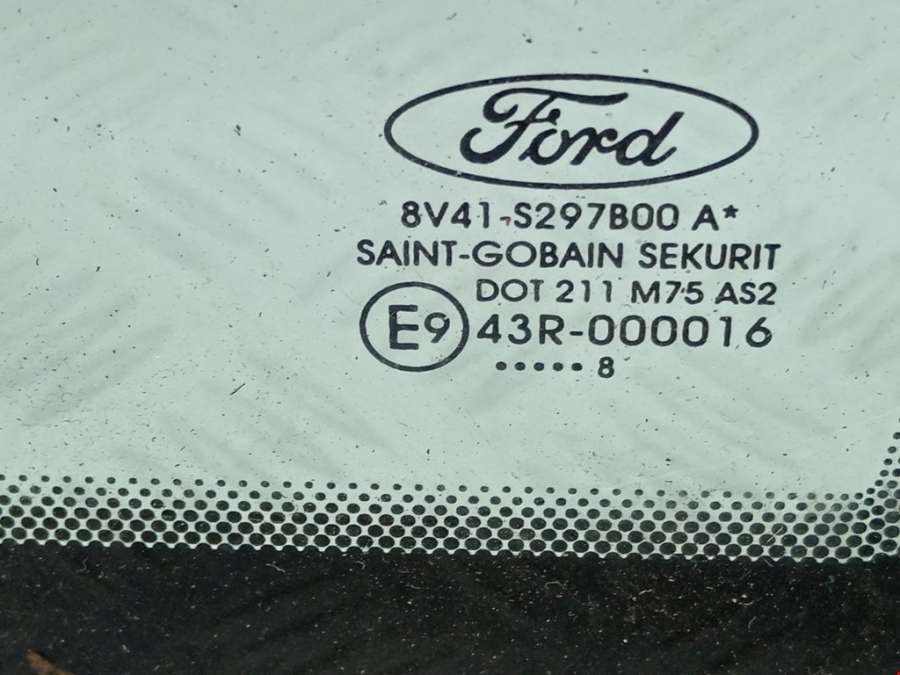 Ford
8V41-S297B00 A*
SAINT-GOBAIN SEKURIT
DOT 211 M75 AS2
E9 43R-000016
..... 8